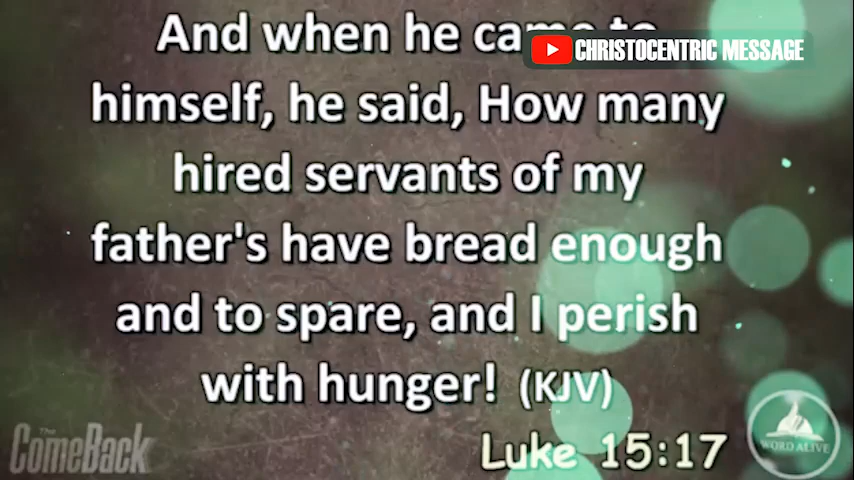 And when he came to
CHRISTOCENTRIC MESSAGE
himself, he said, How many
hired servants of my
father's have bread enough
and to spare, and I perish
with hunger! (KJV)
Luke 15:17
The
ComeBack
WORD ALIVE